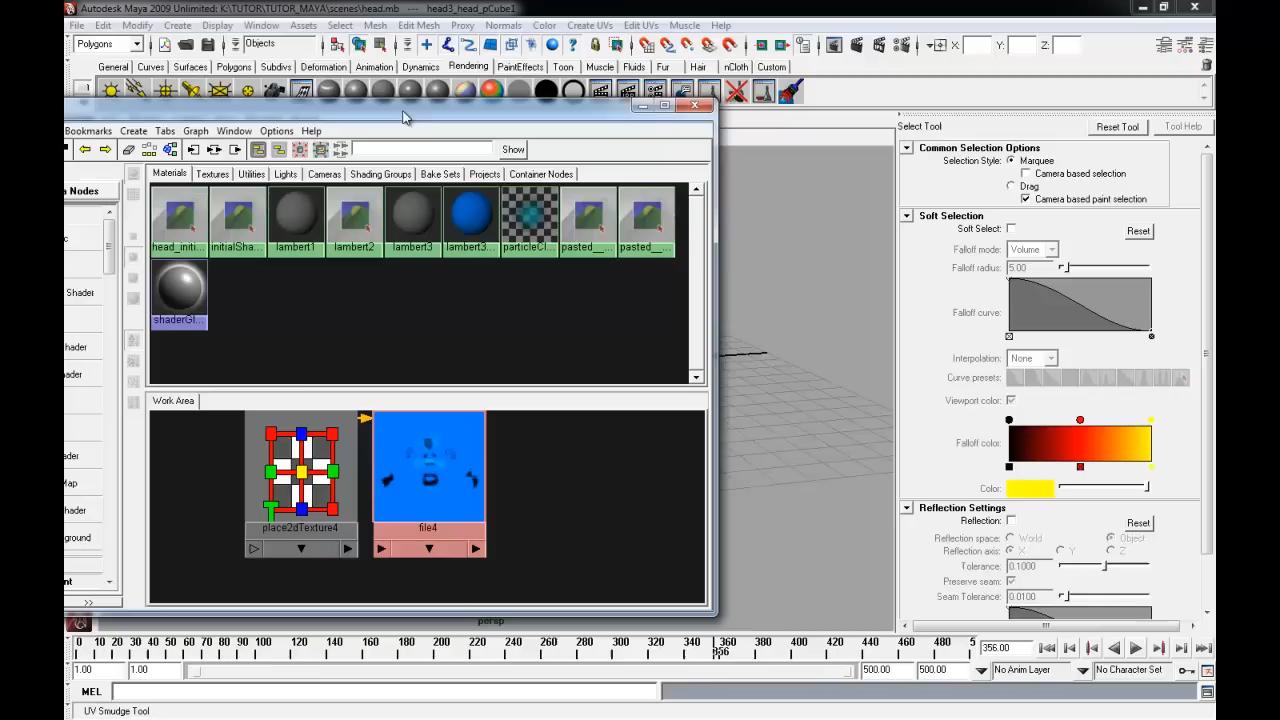 Autodesk Maya 2009 Unlimited: K:\TUTOR\TUTOR_MAYA\scenes\head.mb --- head3_head_pCube1
File Edit Modify Create Display Window Assets Select Mesh Edit Mesh Proxy Normals Color Create UVs Edit UVs Muscle Help
Polygons Objects X: Y: Z:
General Curves Surfaces Polygons Subdivs Deformation Animation Dynamics Rendering PaintEffects Toon Muscle Fluids Fur Hair nCloth Custom
Bookmarks Create Tabs Graph Window Options Help
Show
Materials Textures Utilities Lights Cameras Shading Groups Bake Sets Projects Container Nodes
a Nodes
head_initi... initialSha... lambert1 lambert2 lambert3 lambert3... particleCl... pasted__... pasted__...
c
Shader
shaderGl...
hader
ader
Work Area
der
Map
hader
ground
nt
>>
place2dTexture4 file4
Select Tool Reset Tool Tool Help
Common Selection Options
Selection Style: Marquee
Camera based selection
Drag
Camera based paint selection
Soft Selection
Soft Select: Reset
Falloff mode: Volume
Falloff radius: 5.00
Falloff curve:
Interpolation: None
Curve presets:
Viewport color:
Falloff color:
Color:
Reflection Settings
Reflection: Reset
Reflection space: World Object
Reflection axis: X Y Z
Tolerance: 0.1000
Preserve seam:
Seam Tolerance: 0.0100
persp
0 10 20 30 40 50 60 70 80 90 100 120 140 160 180 200 220 240 260 280 300 320 340 356 360 380 400 420 440 460 480 5 356.00
1.00 1.00 500.00 500.00 No Anim Layer No Character Set
MEL
UV Smudge Tool